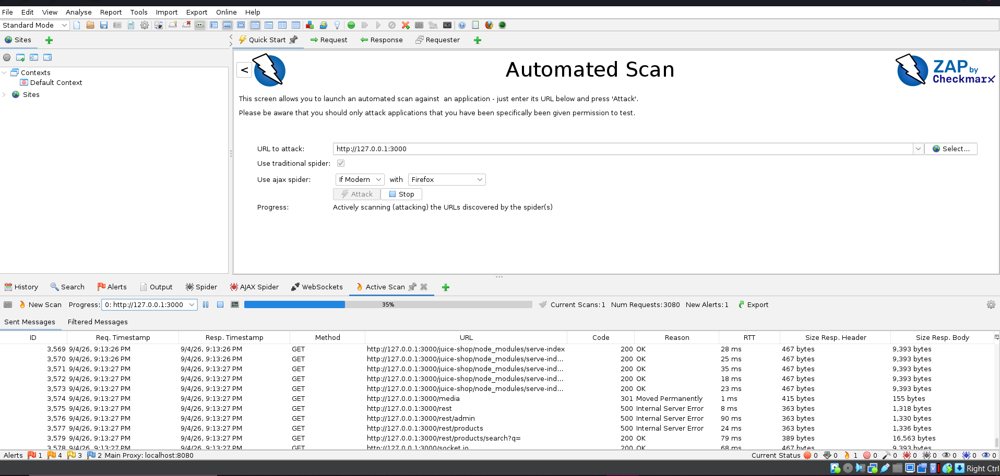 File Edit View Analyse Report Tools Import Export Online Help
Standard Mode
Sites
Quick Start Request Response Requester
<
Automated Scan
ZAP by
Checkmarx
Contexts
Default Context
Sites
This screen allows you to launch an automated scan against  an application - just enter its URL below and press 'Attack'.
Please be aware that you should only attack applications that you have been specifically been given permission to test.
URL to attack: http://127.0.0.1:3000 Select...
Use traditional spider:
Use ajax spider: If Modern with Firefox
Attack Stop
Progress: Actively scanning (attacking) the URLs discovered by the spider(s)
History Search Alerts Output Spider AJAX Spider WebSockets Active Scan
New Scan Progress: 0: http://127.0.0.1:3000 35% Current Scans: 1 Num Requests: 3080 New Alerts: 1 Export
Sent Messages Filtered Messages
ID Req. Timestamp Resp. Timestamp Method URL Code Reason RTT Size Resp. Header Size Resp. Body
3,569 9/4/26, 9:13:26 PM 9/4/26, 9:13:26 PM GET http://127.0.0.1:3000/juice-shop/node_modules/serve-index 200 OK 28 ms 467 bytes 9,393 bytes
3,570 9/4/26, 9:13:26 PM 9/4/26, 9:13:26 PM GET http://127.0.0.1:3000/juice-shop/node_modules/serve-ind... 200 OK 25 ms 467 bytes 9,393 bytes
3,571 9/4/26, 9:13:27 PM 9/4/26, 9:13:27 PM GET http://127.0.0.1:3000/juice-shop/node_modules/serve-ind... 200 OK 35 ms 467 bytes 9,393 bytes
3,572 9/4/26, 9:13:27 PM 9/4/26, 9:13:27 PM GET http://127.0.0.1:3000/juice-shop/node_modules/serve-ind... 200 OK 18 ms 467 bytes 9,393 bytes
3,573 9/4/26, 9:13:27 PM 9/4/26, 9:13:27 PM GET http://127.0.0.1:3000/juice-shop/node_modules/serve-ind... 200 OK 23 ms 467 bytes 9,393 bytes
3,574 9/4/26, 9:13:27 PM 9/4/26, 9:13:27 PM GET http://127.0.0.1:3000/media 301 Moved Permanently 1 ms 415 bytes 155 bytes
3,575 9/4/26, 9:13:27 PM 9/4/26, 9:13:27 PM GET http://127.0.0.1:3000/rest 500 Internal Server Error 8 ms 363 bytes 1,318 bytes
3,576 9/4/26, 9:13:27 PM 9/4/26, 9:13:27 PM GET http://127.0.0.1:3000/rest/admin 500 Internal Server Error 90 ms 363 bytes 1,330 bytes
3,577 9/4/26, 9:13:27 PM 9/4/26, 9:13:27 PM GET http://127.0.0.1:3000/rest/products 500 Internal Server Error 24 ms 363 bytes 1,336 bytes
3,579 9/4/26, 9:13:27 PM 9/4/26, 9:13:27 PM GET http://127.0.0.1:3000/rest/products/search?q= 200 OK 79 ms 389 bytes 16,563 bytes
3,578 9/4/26, 9:13:27 PM 9/4/26, 9:13:27 PM GET http://127.0.0.1:3000/socket.io 200 OK 68 ms 467 bytes 9,393 bytes
Alerts 1 4 3 2 Main Proxy: localhost:8080 Current Status 0 0 1 0 0 0 0 0 0 0
Right Ctrl